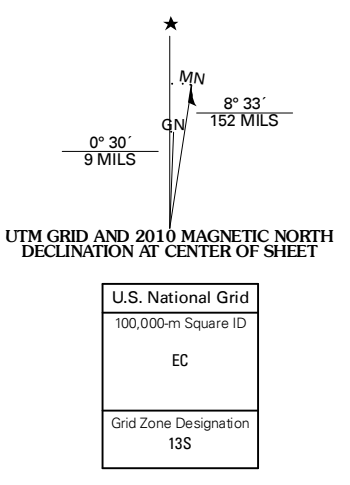 MN
GN
8° 33´
152 MILS
0° 30´
9 MILS
UTM GRID AND 2010 MAGNETIC NORTH
DECLINATION AT CENTER OF SHEET
U.S. National Grid
100,000-m Square ID
EC
Grid Zone Designation
13S